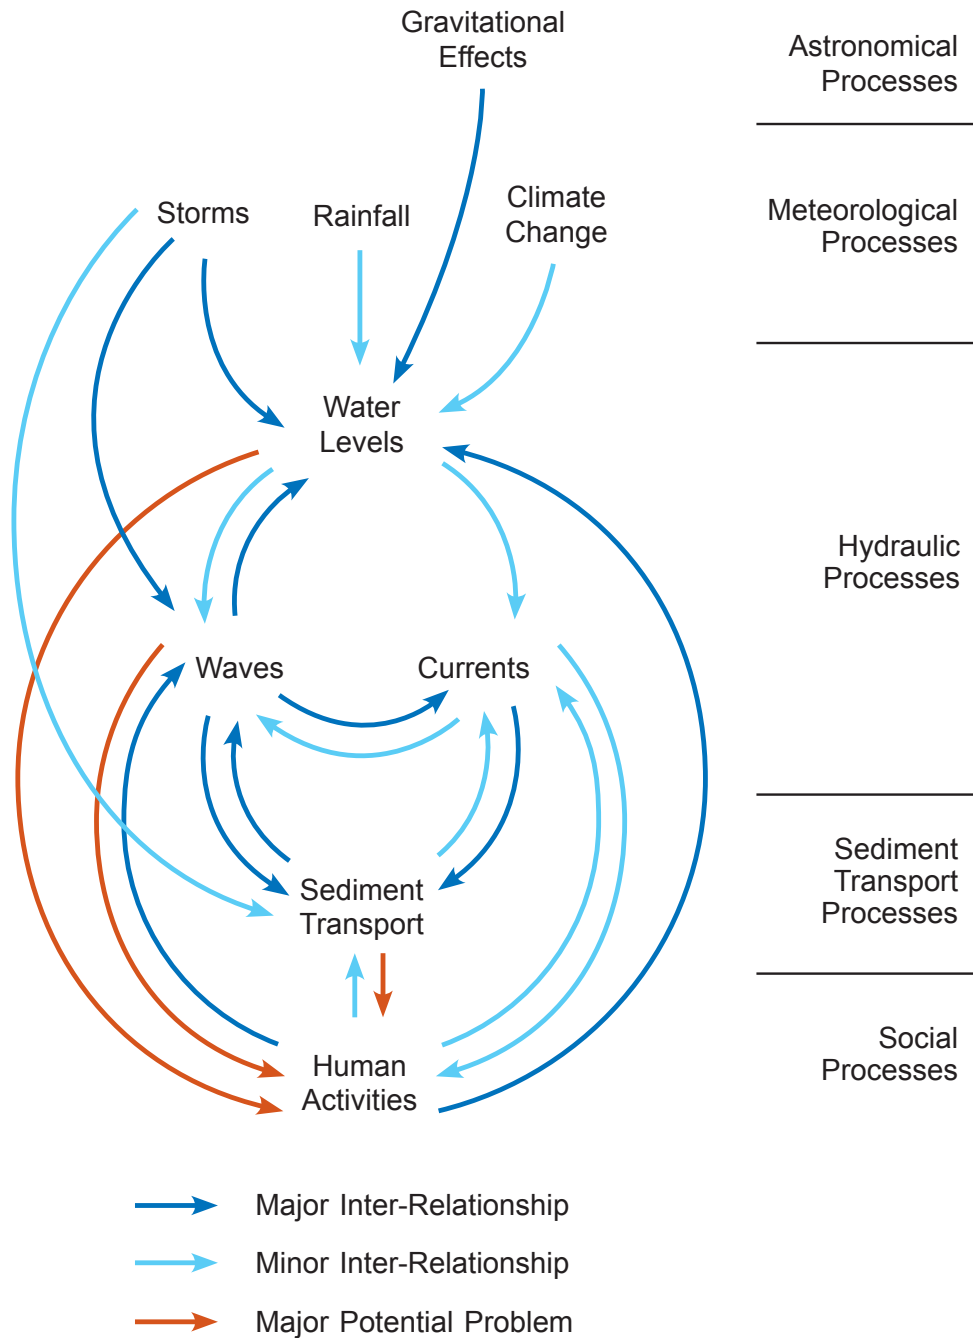 Gravitational
Effects
Astronomical
Processes
Storms
Rainfall
Climate
Change
Meteorological
Processes
Water
Levels
Hydraulic
Processes
Waves
Currents
Sediment
Transport
Sediment
Transport
Processes
Human
Activities
Social
Processes
Major Inter-Relationship
Minor Inter-Relationship
Major Potential Problem